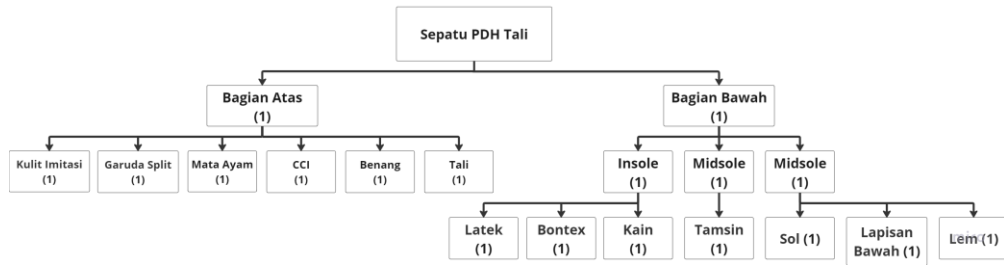 Sepatu PDH Tali
Bagian Atas
(1)
Bagian Bawah
(1)
Kulit Imitasi
(1)
Garuda Split
(1)
Mata Ayam
(1)
CCI
(1)
Benang
(1)
Tali
(1)
Insole
(1)
Midsole
(1)
Midsole
(1)
Latek
(1)
Bontex
(1)
Kain
(1)
Tamsin
(1)
Sol (1)
Lapisan
Bawah (1)
Lem (1)